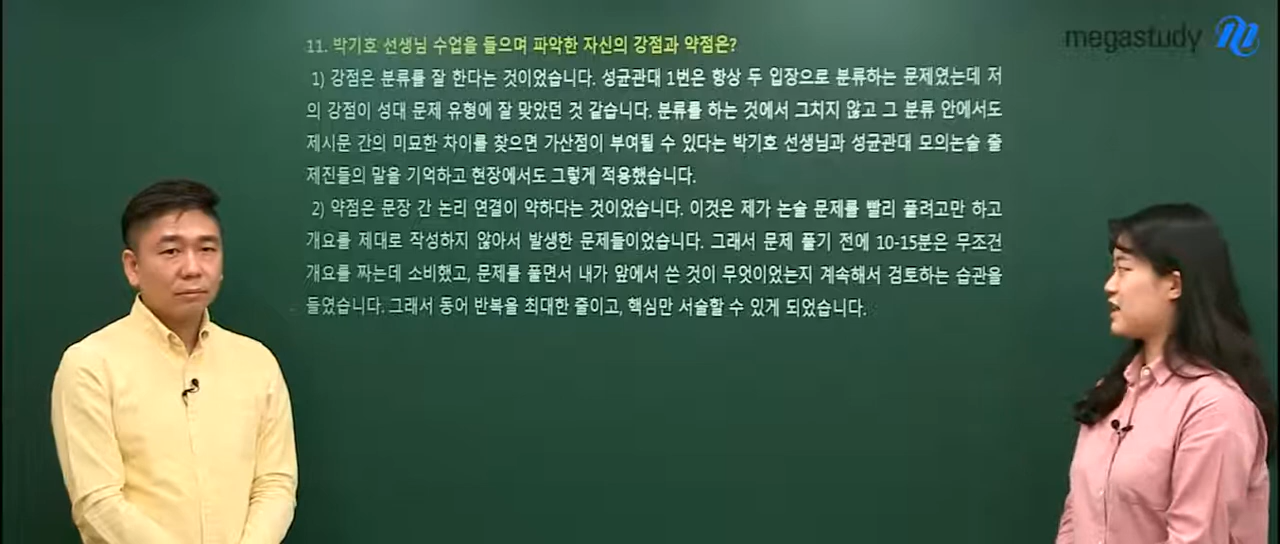 megastudy
11. 박기호 선생님 수업을 들으며 파악한 자신의 강점과 약점은?
1) 강점은 분류를 잘 한다는 것이었습니다. 성균관대 1번은 항상 두 입장으로 분류하는 문제였는데 저
의 강점이 성대 문제 유형에 잘 맞았던 것 같습니다. 분류를 하는 것에서 그치지 않고 그 분류 안에서도
제시문 간의 미묘한 차이를 찾으면 가산점이 부여될 수 있다는 박기호 선생님과 성균관대 모의논술 출
제진들의 말을 기억하고 현장에서도 그렇게 적용했습니다.
2) 약점은 문장 간 논리 연결이 약하다는 것이었습니다. 이것은 제가 논술 문제를 빨리 풀려고만 하고
개요를 제대로 작성하지 않아서 발생한 문제들이었습니다. 그래서 문제 풀기 전에 10-15분은 무조건
개요를 짜는데 소비했고, 문제를 풀면서 내가 앞에서 쓴 것이 무엇이었는지 계속해서 검토하는 습관을
들였습니다. 그래서 동어 반복을 최대한 줄이고, 핵심만 서술할 수 있게 되었습니다.